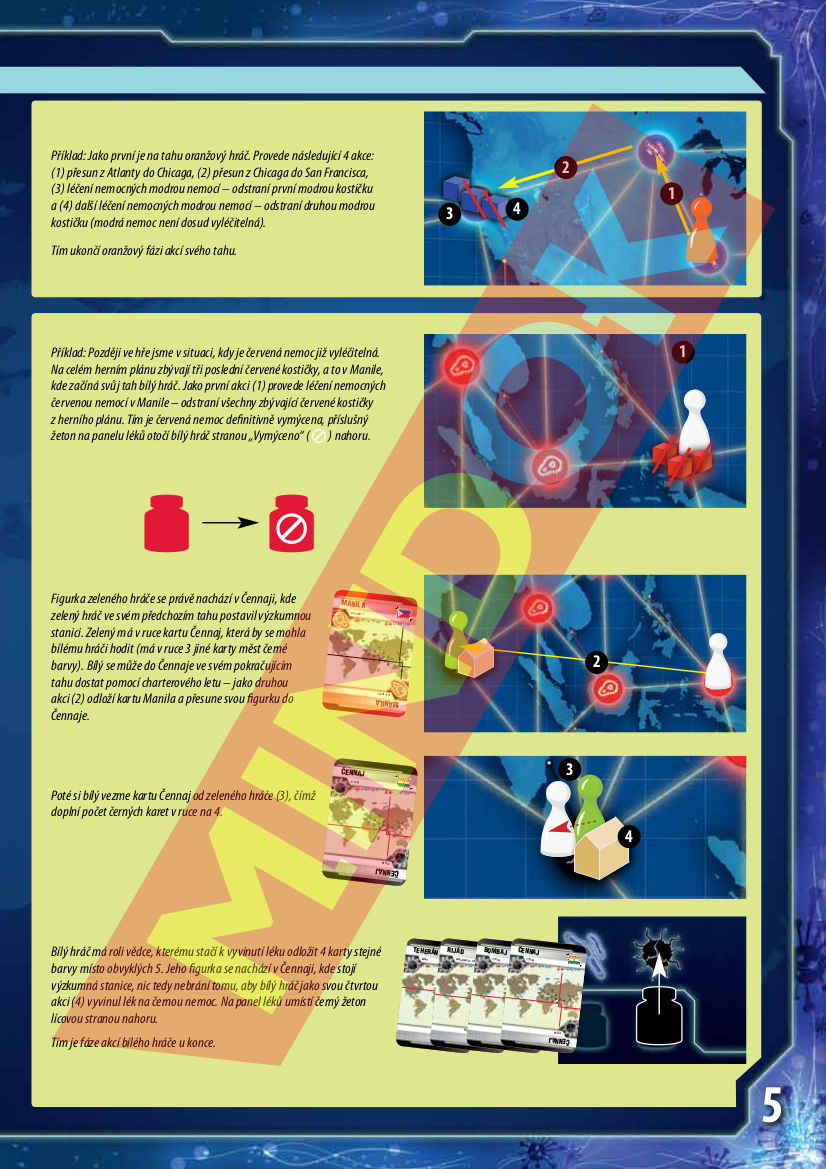 Příklad: Jako první je na tahu oranžový hráč. Provede následující 4 akce:
(1) přesun z Atlanty do Chicaga, (2) přesun z Chicaga do San Francisca,
(3) léčení nemocných modrou nemocí – odstraní první modrou kostičku
a (4) další léčení nemocných modrou nemocí – odstraní druhou modrou
kostičku (modrá nemoc není dosud vyléčitelná).
Tím ukončí oranžový fázi akcí svého tahu.
2
1
3
4
Příklad: Později ve hře jsme v situaci, kdy je červená nemoc již vyléčitelná.
Na celém herním plánu zbývají tři poslední červené kostičky, a to v Manile,
kde začíná svůj tah bílý hráč. Jako první akci (1) provede léčení nemocných
červenou nemocí v Manile – odstraní všechny zbývající červené kostičky
z herního plánu. Tím je červená nemoc definitivně vymýcena, příslušný
žeton na panelu léků otočí bílý hráč stranou „Vymýceno“ ( ) nahoru.
1
Figurka zeleného hráče se právě nachází v Čennaji, kde
zelený hráč ve svém předchozím tahu postavil výzkumnou
stanici. Zelený má v ruce kartu Čennaj, která by se mohla
bílému hráči hodit (má v ruce 3 jiné karty měst černé
barvy). Bílý se může do Čennaje ve svém pokračujícím
tahu dostat pomocí charterového letu – jako druhou
akci (2) odloží kartu Manila a přesune svou figurku do
Čennaje.
MANILA
MANILA
2
Poté si bílý vezme kartu Čennaj od zeleného hráče (3), čímž
doplní počet černých karet v ruce na 4.
ČENNAJ
ČENNAJ
3
4
Bílý hráč má roli vědce, kterému stačí k vyvinutí léku odložit 4 karty stejné
barvy místo obvyklých 5. Jeho figurka se nachází v Čennaji, kde stojí
výzkumná stanice, nic tedy nebrání tomu, aby bílý hráč jako svou čtvrtou
akci (4) vyvinul lék na černou nemoc. Na panel léků umístí černý žeton
lícovou stranou nahoru.
Tím je fáze akcí bílého hráče u konce.
TEHERÁN
RIJÁD
BOMBAJ
ČENNAJ
ČENNAJ
MINDOK
5